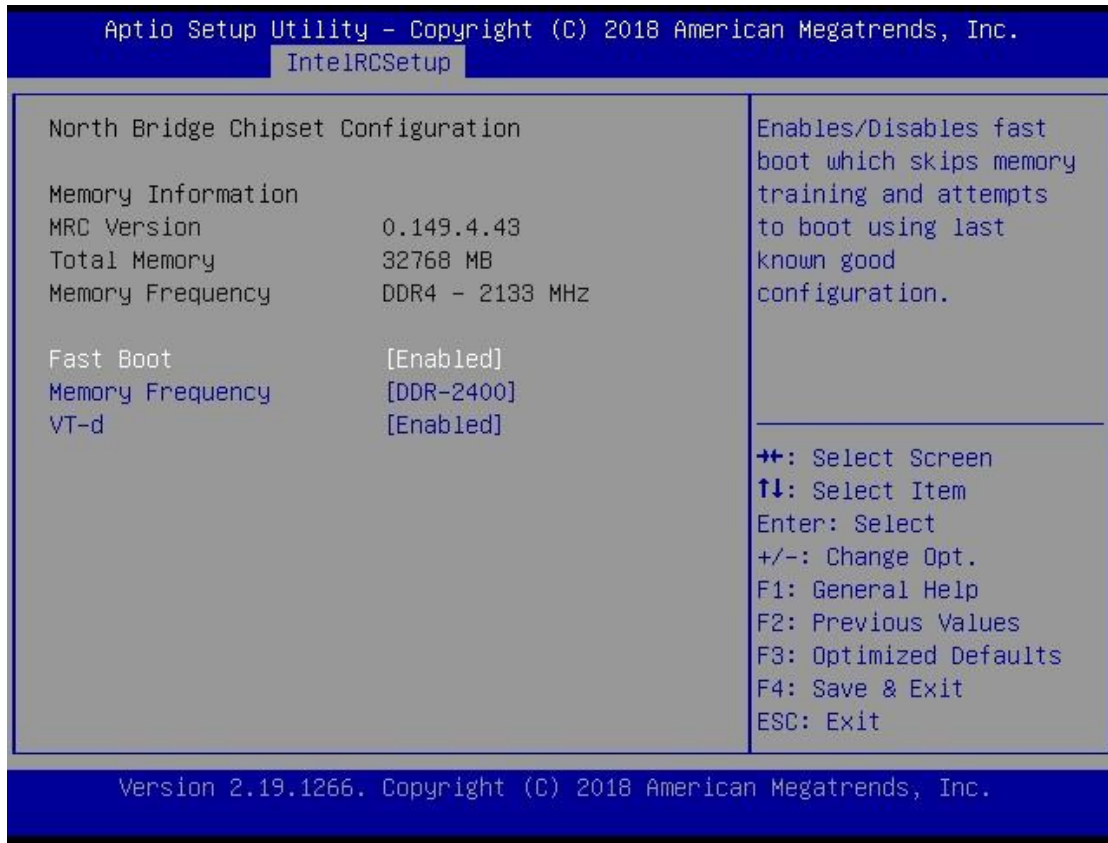 Aptio Setup Utility – Copyright (C) 2018 American Megatrends, Inc.
IntelRCSetup
North Bridge Chipset Configuration
Memory Information
MRC Version 0.149.4.43
Total Memory 32768 MB
Memory Frequency DDR4 – 2133 MHz
Fast Boot [Enabled]
Memory Frequency [DDR-2400]
VT-d [Enabled]
Enables/Disables fast
boot which skips memory
training and attempts
to boot using last
known good
configuration.
→←: Select Screen
↑↓: Select Item
Enter: Select
+/-: Change Opt.
F1: General Help
F2: Previous Values
F3: Optimized Defaults
F4: Save & Exit
ESC: Exit
Version 2.19.1266. Copyright (C) 2018 American Megatrends, Inc.